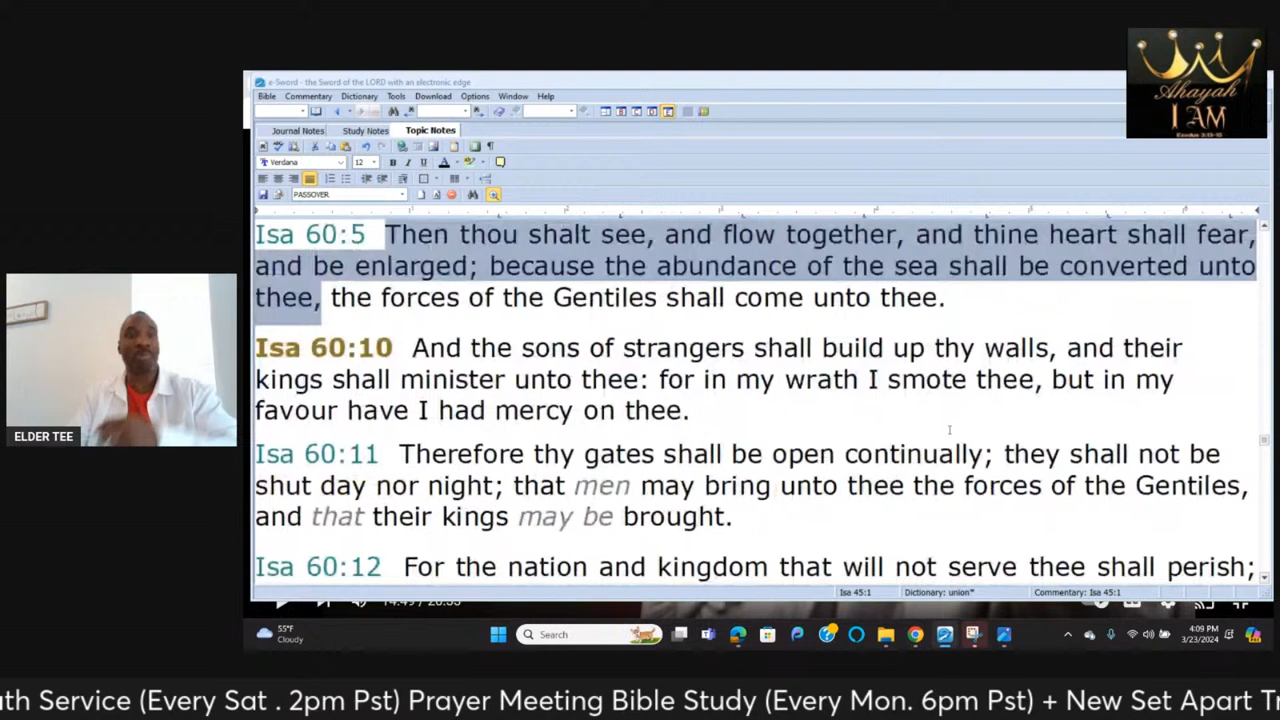 Ahayah
I AM
Exodus 3:13-15
e-Sword - the Sword of the LORD with an electronic edge
Bible Commentary Dictionary Tools Download Options Window Help
Journal Notes Study Notes Topic Notes
Verdana 12 B I U A
PASSOVER
Isa 60:5 Then thou shalt see, and flow together, and thine heart shall fear,
and be enlarged; because the abundance of the sea shall be converted unto
thee, the forces of the Gentiles shall come unto thee.
Isa 60:10 And the sons of strangers shall build up thy walls, and their
kings shall minister unto thee: for in my wrath I smote thee, but in my
favour have I had mercy on thee.
Isa 60:11 Therefore thy gates shall be open continually; they shall not be
shut day nor night; that men may bring unto thee the forces of the Gentiles,
and that their kings may be brought.
Isa 60:12 For the nation and kingdom that will not serve thee shall perish;
ELDER TEE
Isa 45:1 Dictionary: union* Commentary: Isa 45:1
55°F
Cloudy
Search
4:09 PM
3/23/2024
ath Service (Every Sat . 2pm Pst) Prayer Meeting Bible Study (Every Mon. 6pm Pst) + New Set Apart T